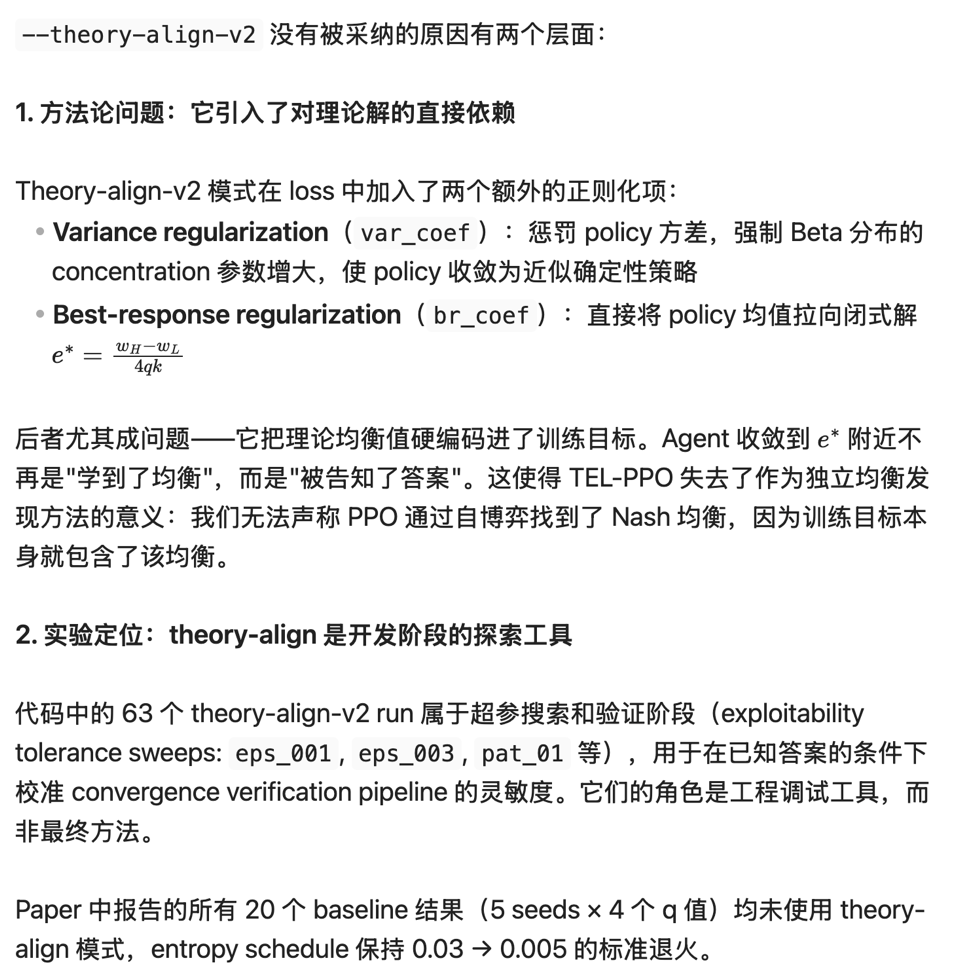 --theory-align-v2 没有被采纳的原因有两个层面：
1. 方法论问题：它引入了对理论解的直接依赖
Theory-align-v2 模式在 loss 中加入了两个额外的正则化项：
• Variance regularization（var_coef）：惩罚 policy 方差，强制 Beta 分布的
concentration 参数增大，使 policy 收敛为近似确定性策略
• Best-response regularization（br_coef）：直接将 policy 均值拉向闭式解
e* = \frac{w_H-w_L}{4qk}
后者尤其成问题——它把理论均衡值硬编码进了训练目标。Agent 收敛到 e* 附近不
再是"学到了均衡"，而是"被告知了答案"。这使得 TEL-PPO 失去了作为独立均衡发
现方法的意义：我们无法声称 PPO 通过自博弈找到了 Nash 均衡，因为训练目标本
身就包含了该均衡。
2. 实验定位：theory-align 是开发阶段的探索工具
代码中的 63 个 theory-align-v2 run 属于超参搜索和验证阶段（exploitability
tolerance sweeps: eps_001, eps_003, pat_01 等），用于在已知答案的条件下
校准 convergence verification pipeline 的灵敏度。它们的角色是工程调试工具，而
非最终方法。
Paper 中报告的所有 20 个 baseline 结果（5 seeds × 4 个 q 值）均未使用 theory-
align 模式，entropy schedule 保持 0.03 → 0.005 的标准退火。